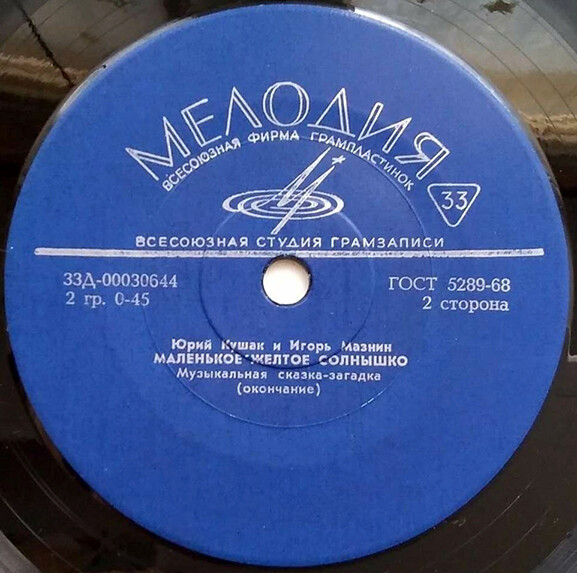 МЕЛОДИЯ
ВСЕСОЮЗНАЯ ФИРМА ГРАМПЛАСТИНОК
33
ВСЕСОЮЗНАЯ СТУДИЯ ГРАМЗАПИСИ
33Д-00030644
2 гр. 0-45
ГОСТ 5289-68
2 сторона
Юрий Кушак и Игорь Мазнин
МАЛЕНЬКОЕ ЖЕЛТОЕ СОЛНЫШКО
Музыкальная сказка-загадка
(окончание)